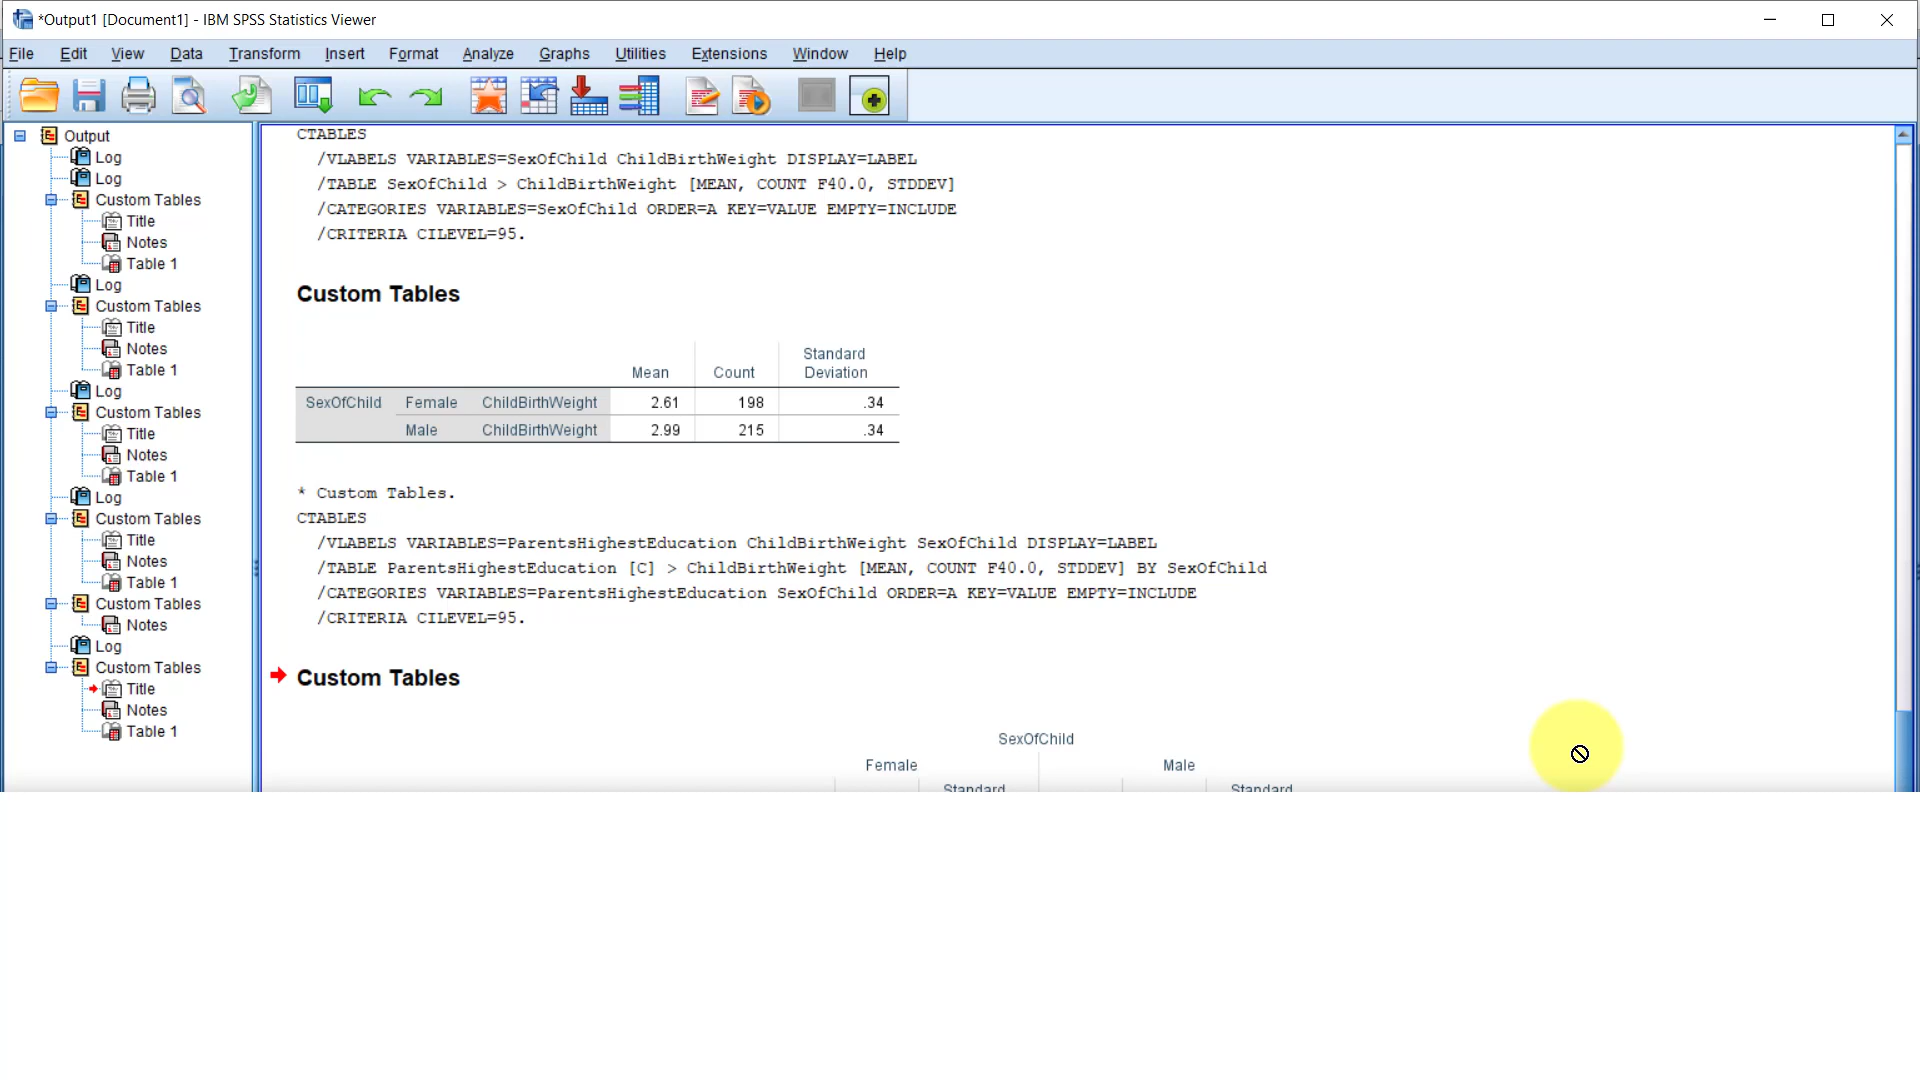 *Output1 [Document1] - IBM SPSS Statistics Viewer
File Edit View Data Transform Insert Format Analyze Graphs Utilities Extensions Window Help
Output
Log
Log
Custom Tables
Title
Notes
Table 1
Log
Custom Tables
Title
Notes
Table 1
Log
Custom Tables
Title
Notes
Table 1
Log
Custom Tables
Title
Notes
Table 1
Custom Tables
Notes
Log
Custom Tables
Title
Notes
Table 1
CTABLES
/VLABELS VARIABLES=SexOfChild ChildBirthWeight DISPLAY=LABEL
/TABLE SexOfChild > ChildBirthWeight [MEAN, COUNT F40.0, STDDEV]
/CATEGORIES VARIABLES=SexOfChild ORDER=A KEY=VALUE EMPTY=INCLUDE
/CRITERIA CILEVEL=95.
Custom Tables
Mean Count Standard Deviation
SexOfChild Female ChildBirthWeight 2.61 198 .34
Male ChildBirthWeight 2.99 215 .34
* Custom Tables.
CTABLES
/VLABELS VARIABLES=ParentsHighestEducation ChildBirthWeight SexOfChild DISPLAY=LABEL
/TABLE ParentsHighestEducation [C] > ChildBirthWeight [MEAN, COUNT F40.0, STDDEV] BY SexOfChild
/CATEGORIES VARIABLES=ParentsHighestEducation SexOfChild ORDER=A KEY=VALUE EMPTY=INCLUDE
/CRITERIA CILEVEL=95.
Custom Tables
SexOfChild
Female Male
Standard Standard